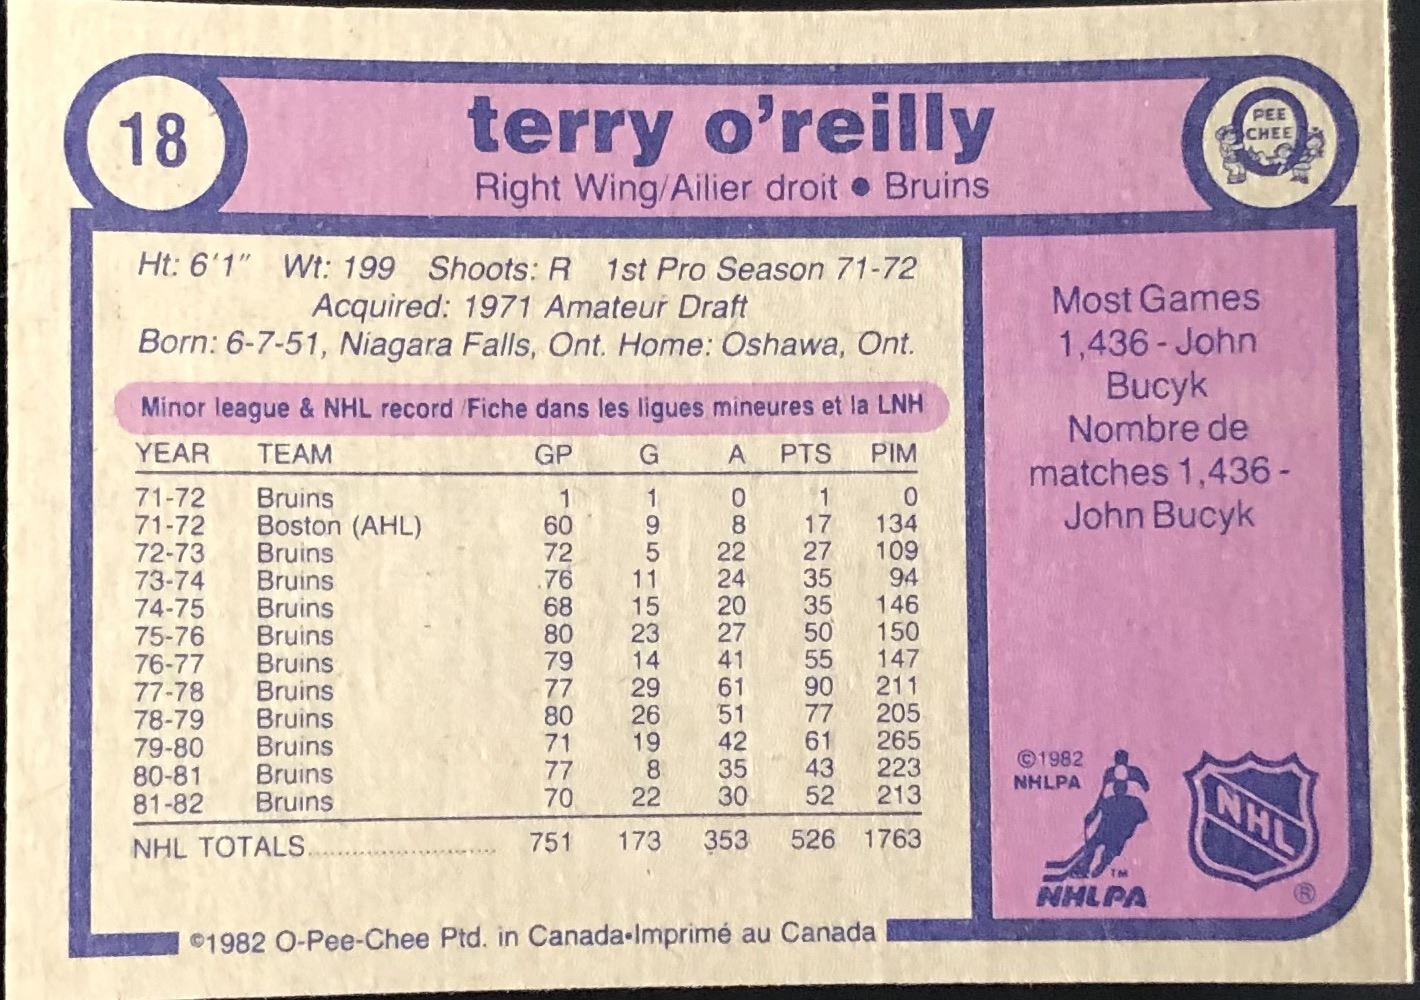 18
terry o'reilly
Right Wing/Ailier droit • Bruins
PEE
CHEE
Ht: 6'1" Wt: 199 Shoots: R 1st Pro Season 71-72
Acquired: 1971 Amateur Draft
Born: 6-7-51, Niagara Falls, Ont. Home: Oshawa, Ont.
Minor league & NHL record/Fiche dans les ligues mineures et la LNH
YEAR TEAM GP G A PTS PIM
71-72 Bruins 1 1 0 1 0
71-72 Boston (AHL) 60 9 8 17 134
72-73 Bruins 72 5 22 27 109
73-74 Bruins 76 11 24 35 94
74-75 Bruins 68 15 20 35 146
75-76 Bruins 80 23 27 50 150
76-77 Bruins 79 14 41 55 147
77-78 Bruins 77 29 61 90 211
78-79 Bruins 80 26 51 77 205
79-80 Bruins 71 19 42 61 265
80-81 Bruins 77 8 35 43 223
81-82 Bruins 70 22 30 52 213
NHL TOTALS...................... 751 173 353 526 1763
Most Games
1,436 - John
Bucyk
Nombre de
matches 1,436 -
John Bucyk
©1982
NHLPA
TM
NHLPA
NHL
®
©1982 O-Pee-Chee Ptd. in Canada•Imprimé au Canada